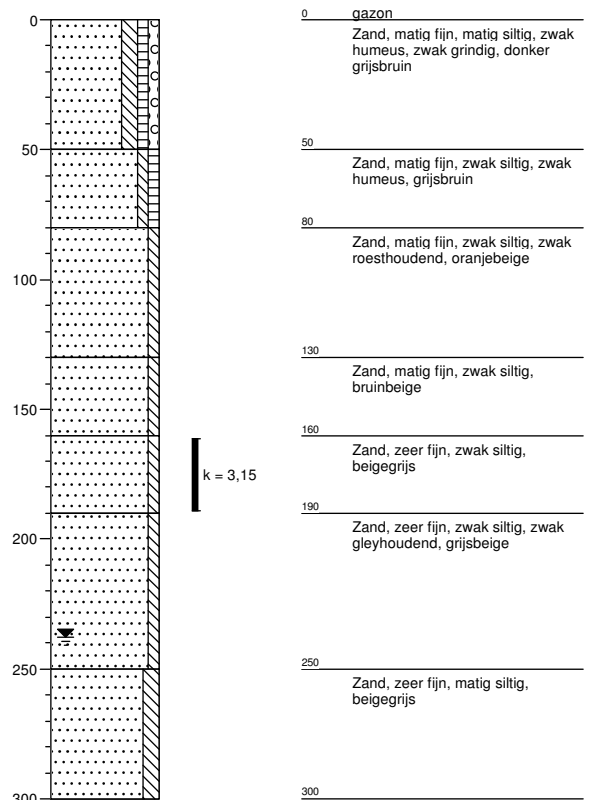 0
50
100
150
200
250
300
k = 3,15
0
gazon
Zand, matig fijn, matig siltig, zwak
humeus, zwak grindig, donker
grijsbruin
50
Zand, matig fijn, zwak siltig, zwak
humeus, grijsbruin
80
Zand, matig fijn, zwak siltig, zwak
roesthoudend, oranjebeige
130
Zand, matig fijn, zwak siltig,
bruinbeige
160
Zand, zeer fijn, zwak siltig,
beigegrijs
190
Zand, zeer fijn, zwak siltig, zwak
gleyhoudend, grijsbeige
250
Zand, zeer fijn, matig siltig,
beigegrijs
300